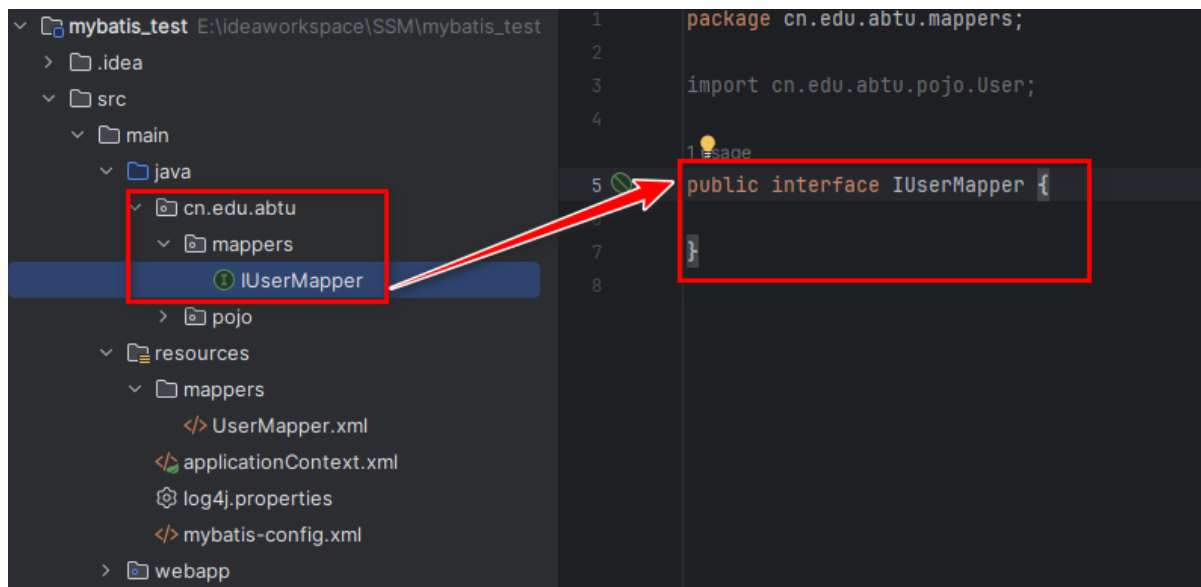 mybatis_test E:\ideaworkspace\SSM\mybatis_test
.idea
src
main
java
cn.edu.abtu
mappers
IUserMapper
pojo
resources
mappers
UserMapper.xml
applicationContext.xml
log4j.properties
mybatis-config.xml
webapp
1 package cn.edu.abtu.mappers;
2
3 import cn.edu.abtu.pojo.User;
4
1 usage
5 public interface IUserMapper {
6
7 }
8